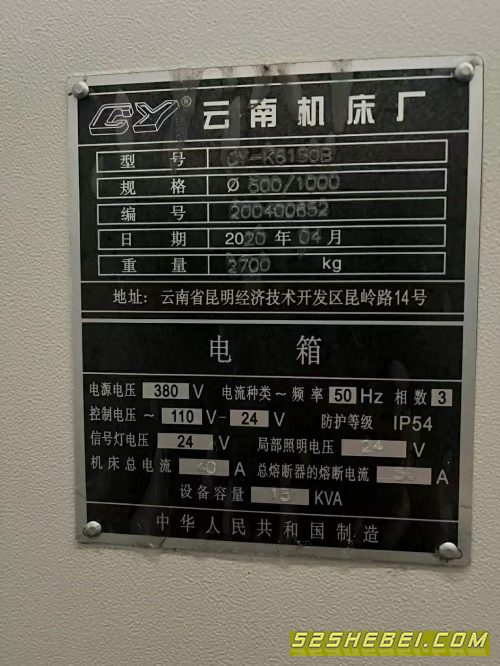 CY® 云南机床厂
型号 CY-K6150B
规格 Ø 500/1000
编号 200400652
日期 2020 年 04 月
重量 2700 kg
地址: 云南省昆明经济技术开发区昆岭路14号
电箱
电源电压 380 V 电流种类～ 频率 50 Hz 相数 3
控制电压～ 110 V- 24 V 防护等级 IP54
信号灯电压 24 V 局部照明电压 24 V
机床总电流 A 总熔断器的熔断电流 A
设备容量 15 KVA
中华人民共和国制造
52SHEBEI.COM